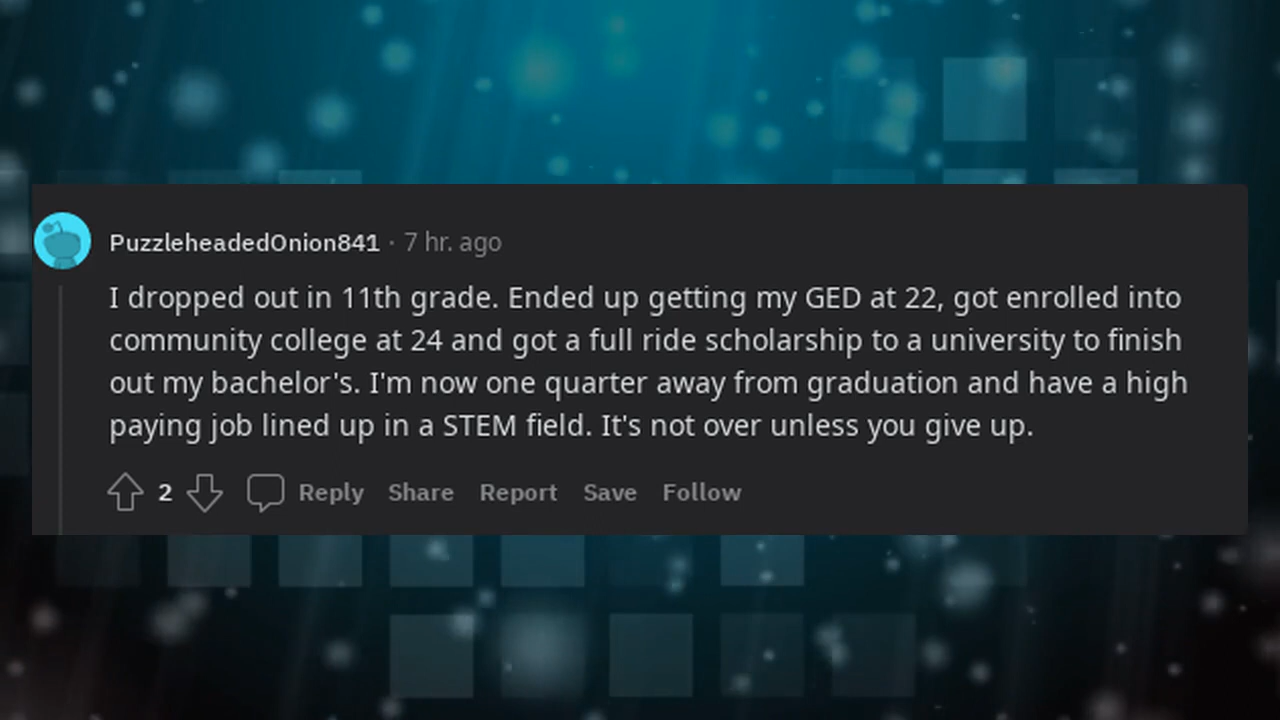 PuzzleheadedOnion841 · 7 hr. ago
I dropped out in 11th grade. Ended up getting my GED at 22, got enrolled into
community college at 24 and got a full ride scholarship to a university to finish
out my bachelor's. I'm now one quarter away from graduation and have a high
paying job lined up in a STEM field. It's not over unless you give up.
2 Reply Share Report Save Follow